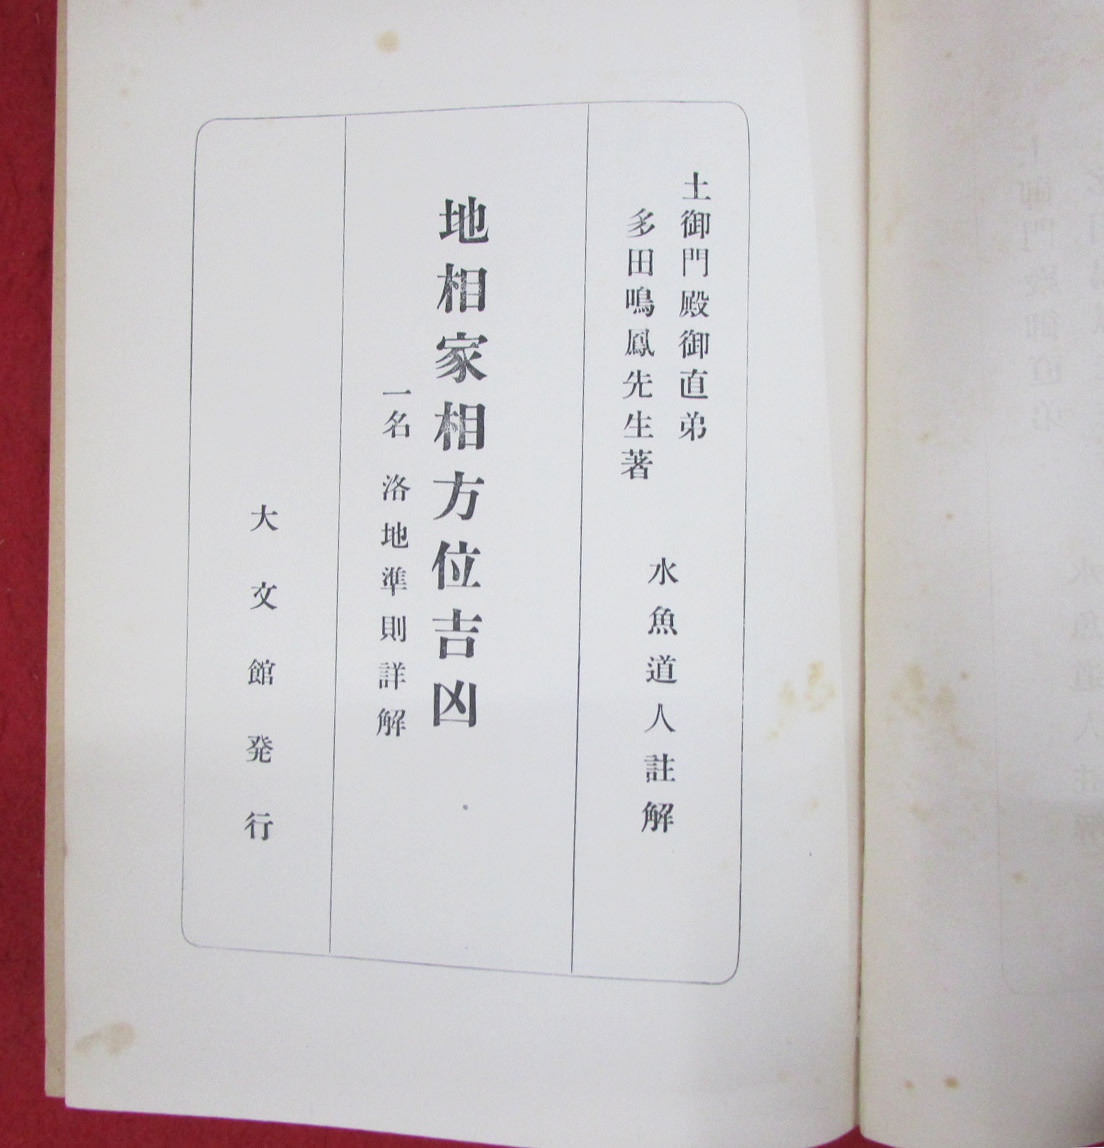 土御門殿御直弟
多田鳴鳳先生著
水魚道人註解
地相家相方位吉凶
一名 洛地準則詳解
大文館発行